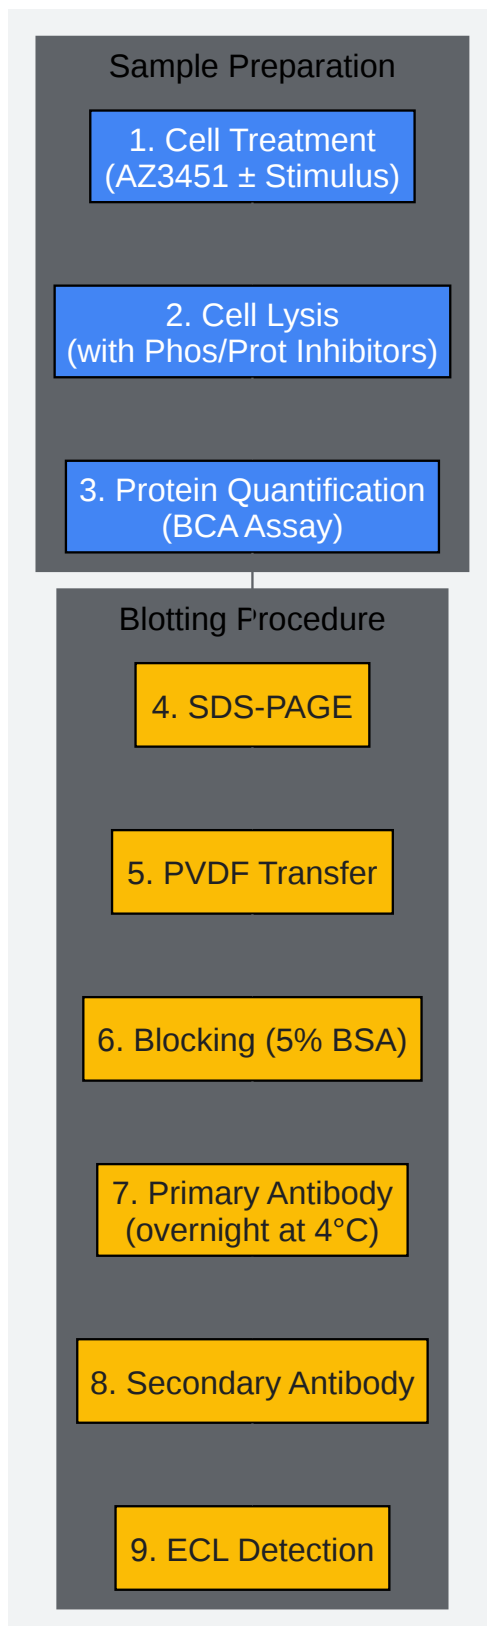 Sample Preparation
1. Cell Treatment
(AZ3451 ± Stimulus)
2. Cell Lysis
(with Phos/Prot Inhibitors)
3. Protein Quantification
(BCA Assay)
Blotting Procedure
4. SDS-PAGE
5. PVDF Transfer
6. Blocking (5% BSA)
7. Primary Antibody
(overnight at 4°C)
8. Secondary Antibody
9. ECL Detection